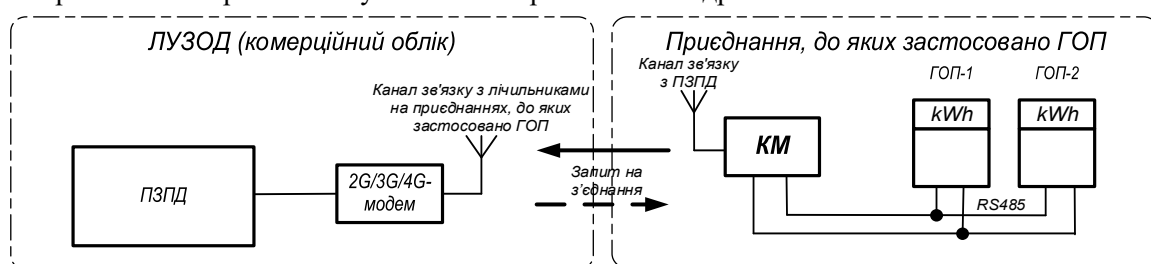 ЛУЗОД (комерційний облік)
Канал зв'язку з лічильниками
на приєднаннях, до яких
застосовано ГОП
ПЗПД
2G/3G/4G-
модем
Запит на
з'єднання
Приєднання, до яких застосовано ГОП
Канал зв'язку
з ПЗПД
КМ
ГОП-1
ГОП-2
kWh
kWh
RS485